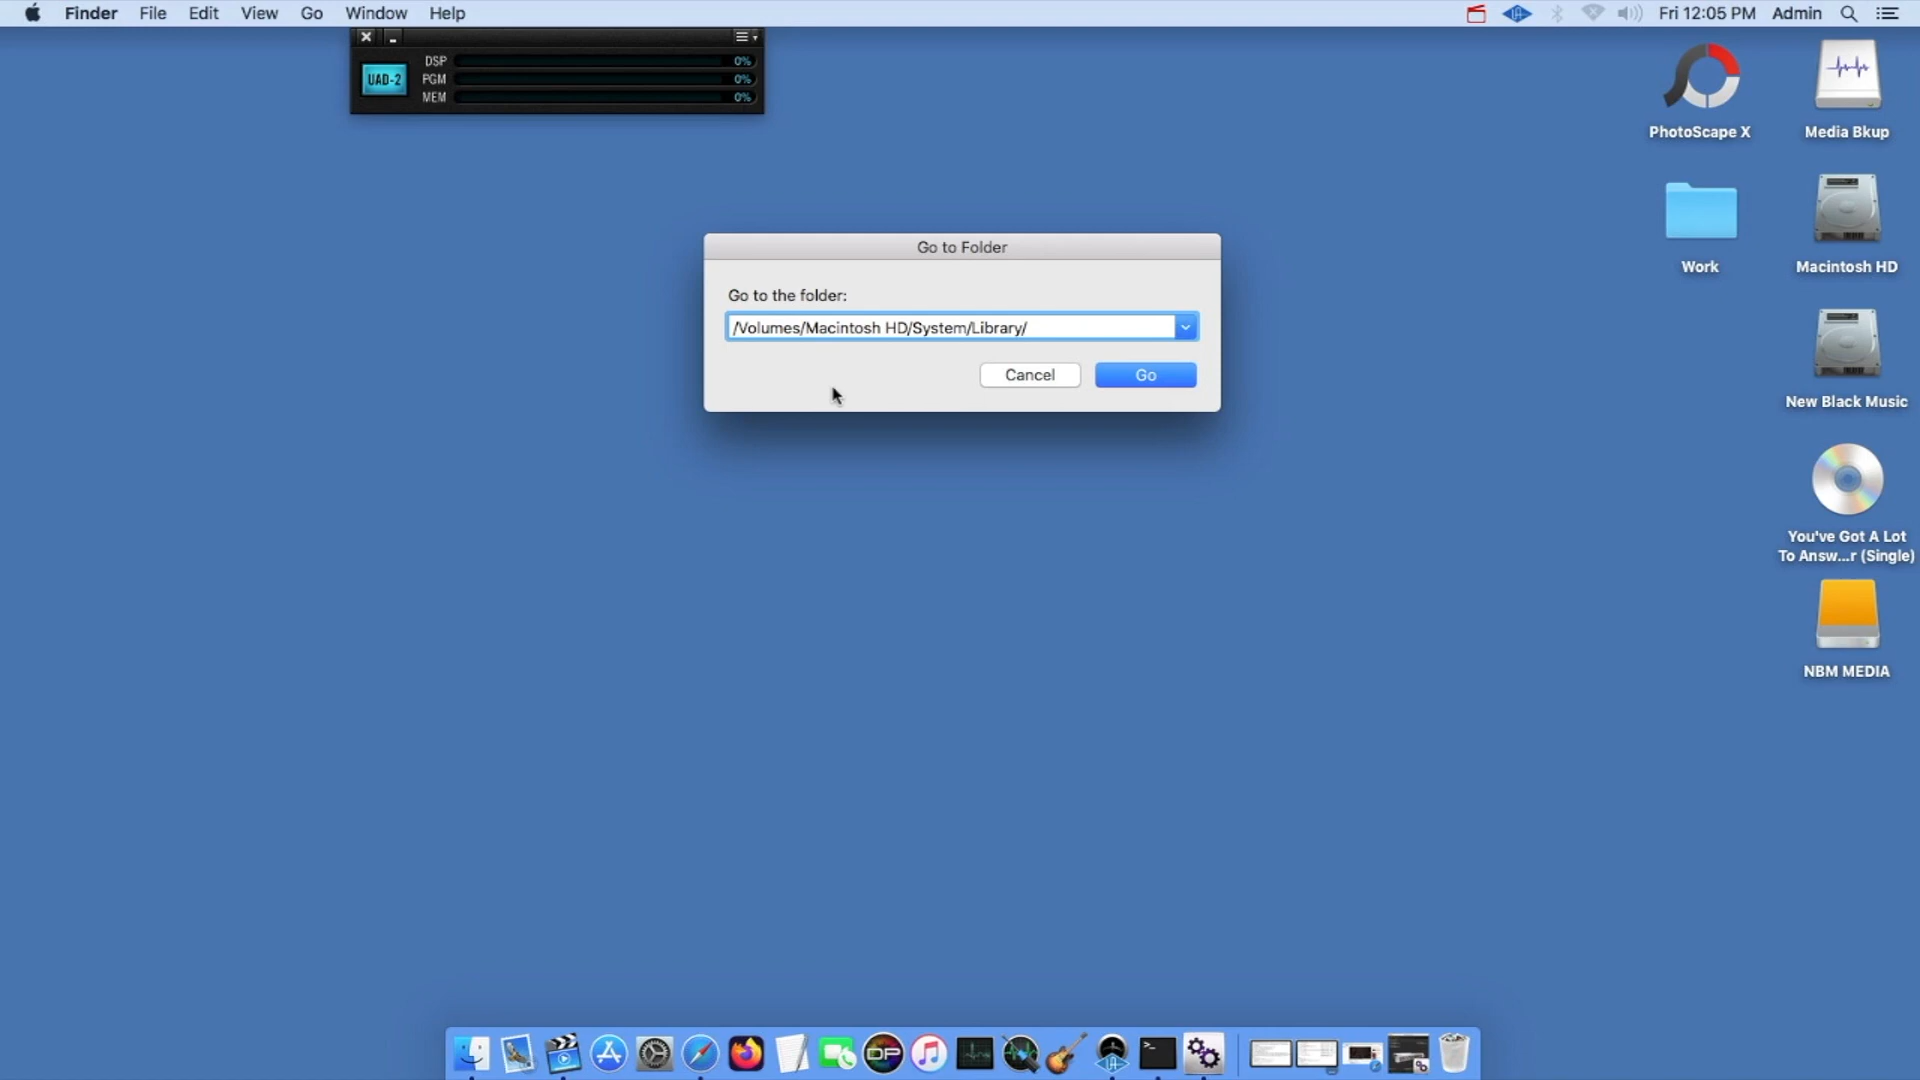 Finder File Edit View Go Window Help
Fri 12:05 PM Admin
UAD-2
DSP 0%
PGM 0%
MEM 0%
Go to Folder
Go to the folder:
/Volumes/Macintosh HD/System/Library/
Cancel Go
PhotoScape X
Media Bkup
Work
Macintosh HD
New Black Music
You've Got A Lot
To Answ...r (Single)
NBM MEDIA
DP